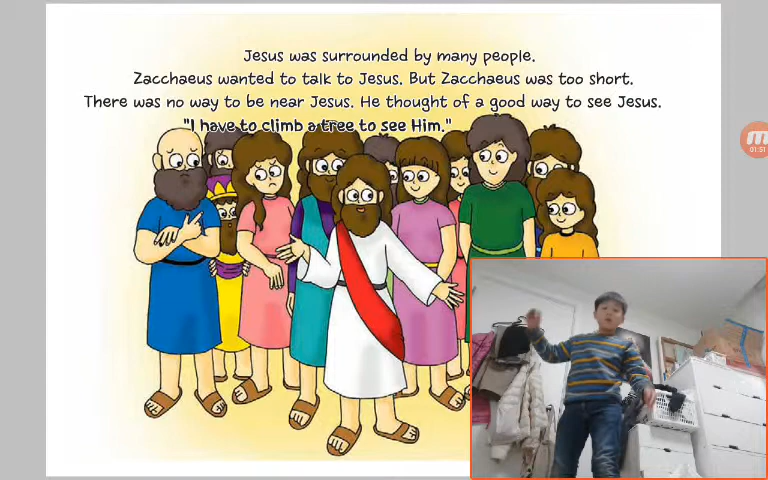 Jesus was surrounded by many people.
Zacchaeus wanted to talk to Jesus. But Zacchaeus was too short.
There was no way to be near Jesus. He thought of a good way to see Jesus.
"I have to climb a tree to see Him."
01:51